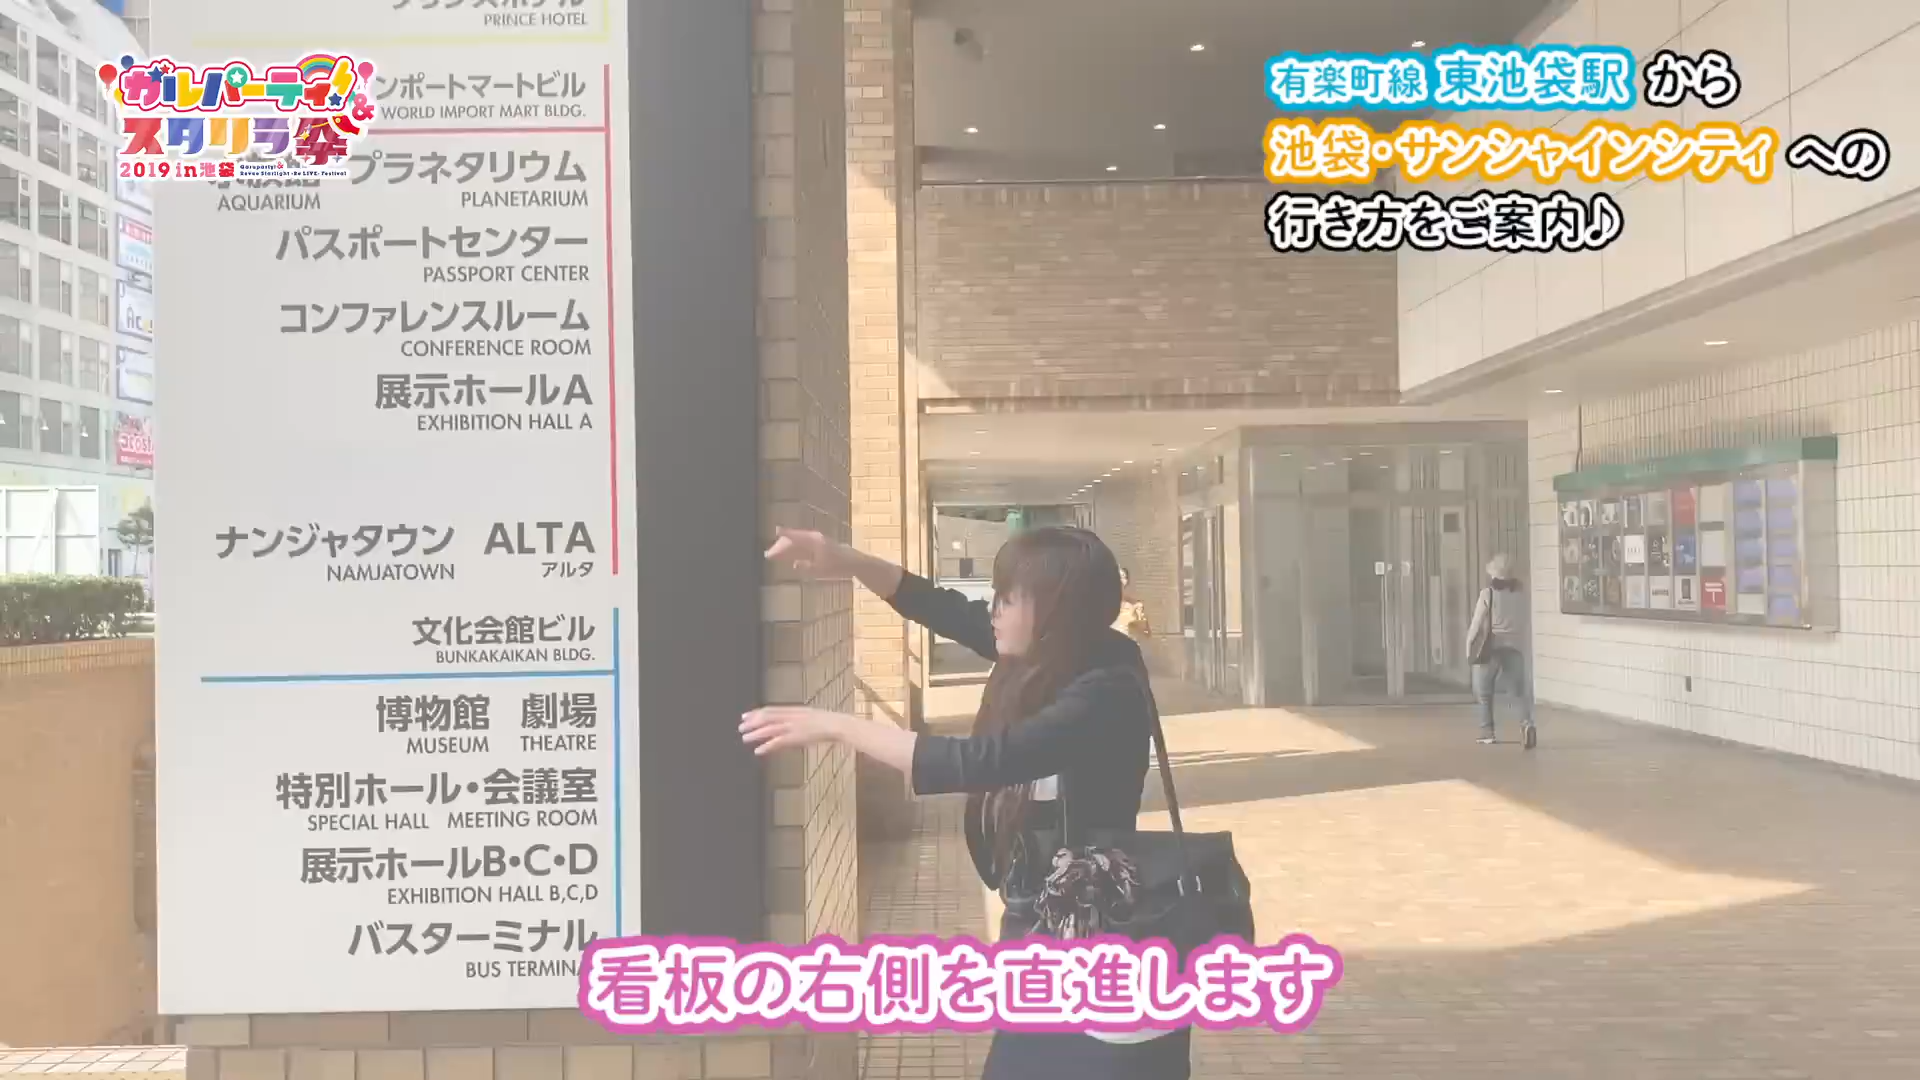 プリンスホテル
PRINCE HOTEL
ンポートマートビル
WORLD IMPORT MART BLDG.
プラネタリウム
AQUARIUM PLANETARIUM
パスポートセンター
PASSPORT CENTER
コンファレンスルーム
CONFERENCE ROOM
展示ホールA
EXHIBITION HALL A
ナンジャタウン ALTA
NAMJATOWN アルタ
文化会館ビル
BUNKAKAIKAN BLDG.
博物館 劇場
MUSEUM THEATRE
特別ホール・会議室
SPECIAL HALL MEETING ROOM
展示ホールB・C・D
EXHIBITION HALL B,C,D
バスターミナル
BUS TERMINA
ガルパーティ!&
スタリラ祭
2019 in 池袋
有楽町線 東池袋駅 から
池袋・サンシャインシティ への
行き方をご案内♪
看板の右側を直進します